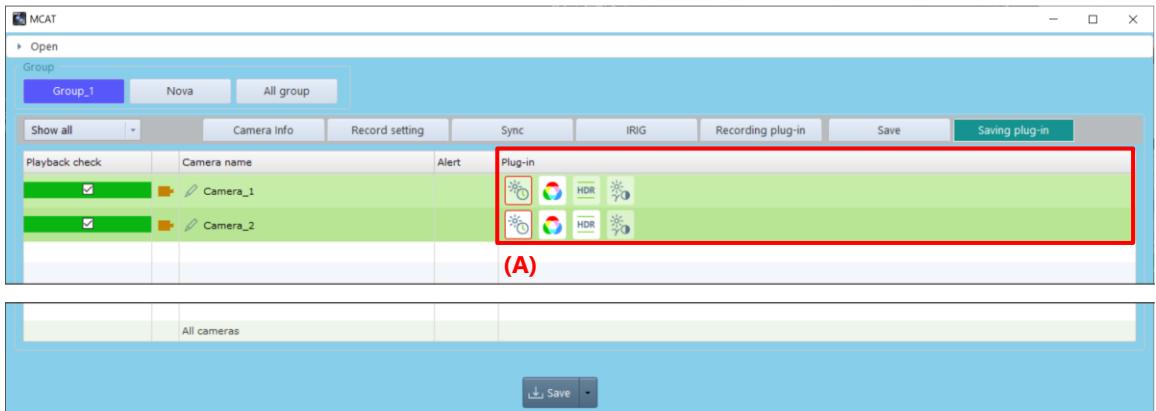 MCAT
Open
Group
Group_1 Nova All group
Show all Camera Info Record setting Sync IRIG Recording plug-in Save Saving plug-in
Playback check Camera name Alert Plug-in
Camera_1 HDR
Camera_2 HDR
(A)
All cameras
Save